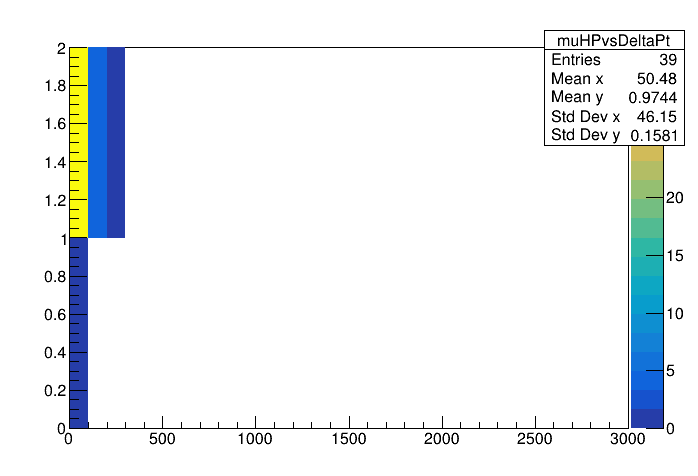 muHPvsDeltaPt
Entries 39
Mean x 50.48
Mean y 0.9744
Std Dev x 46.15
Std Dev y 0.1581
2
1.8
1.6
1.4
1.2
1
0.8
0.6
0.4
0.2
0
0 500 1000 1500 2000 2500 3000
20
15
10
5
0